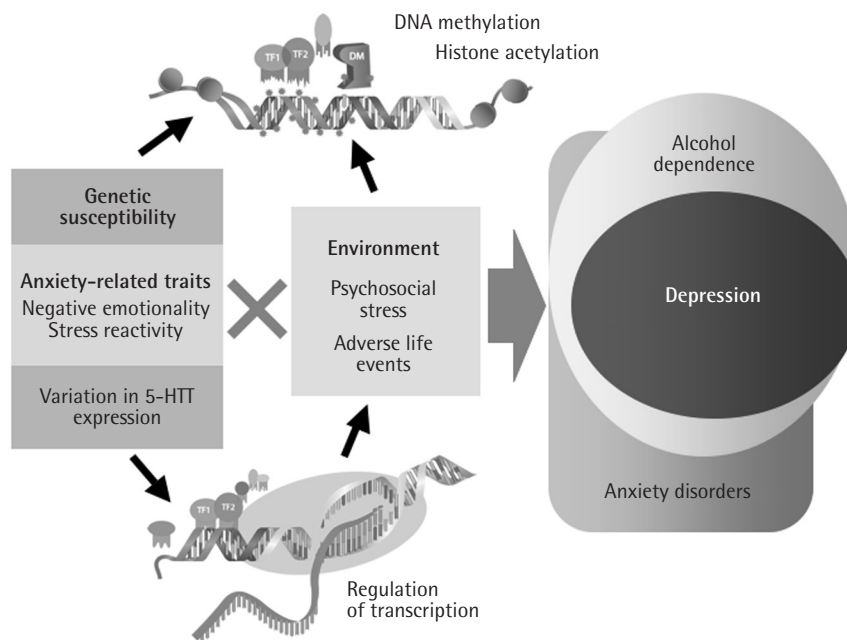 DNA methylation
Histone acetylation
TF1
TF2
DM
Genetic
susceptibility
Anxiety-related traits
Negative emotionality
Stress reactivity
Variation in 5-HTT
expression
Environment
Psychosocial
stress
Adverse life
events
Alcohol
dependence
Depression
Anxiety disorders
TF1
TF2
Regulation
of transcription